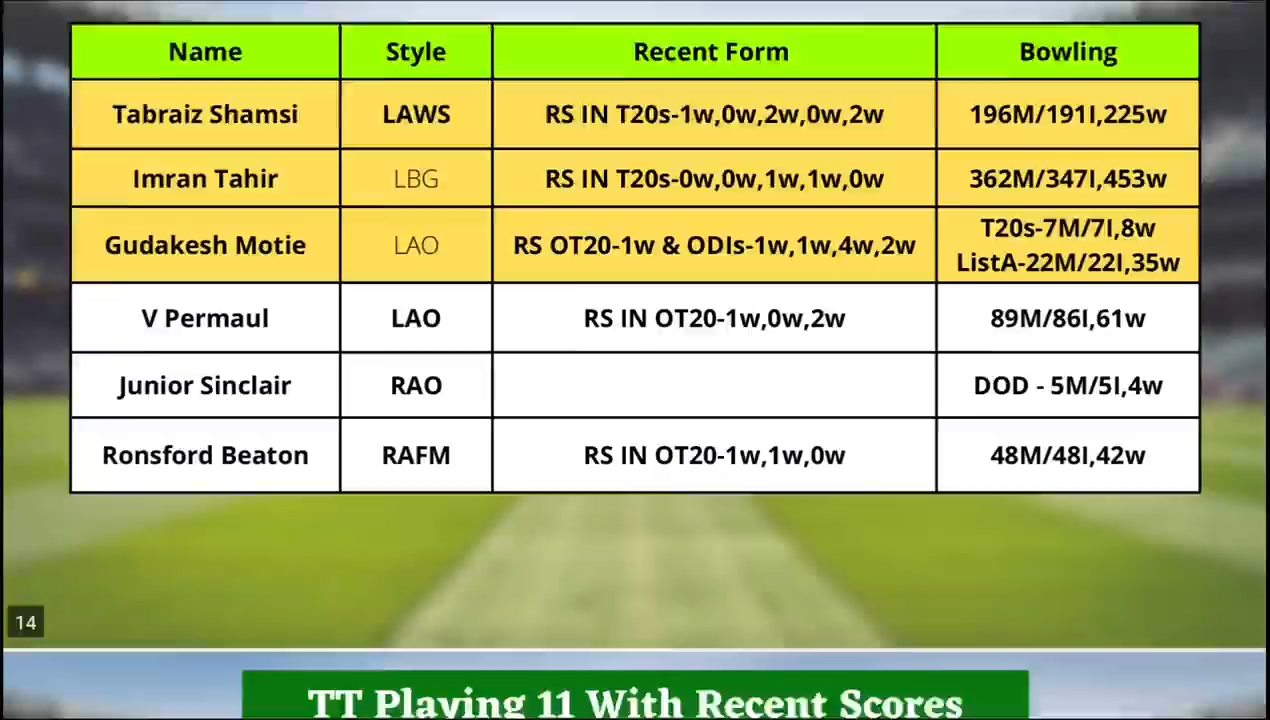 Name Style Recent Form Bowling
Tabraiz Shamsi LAWS RS IN T20s-1w,0w,2w,0w,2w 196M/191I,225w
Imran Tahir LBG RS IN T20s-0w,0w,1w,1w,0w 362M/347I,453w
Gudakesh Motie LAO RS OT20-1w & ODIs-1w,1w,4w,2w T20s-7M/7I,8w
ListA-22M/22I,35w
V Permaul LAO RS IN OT20-1w,0w,2w 89M/86I,61w
Junior Sinclair RAO DOD - 5M/5I,4w
Ronsford Beaton RAFM RS IN OT20-1w,1w,0w 48M/48I,42w
14
TT Playing 11 With Recent Scores